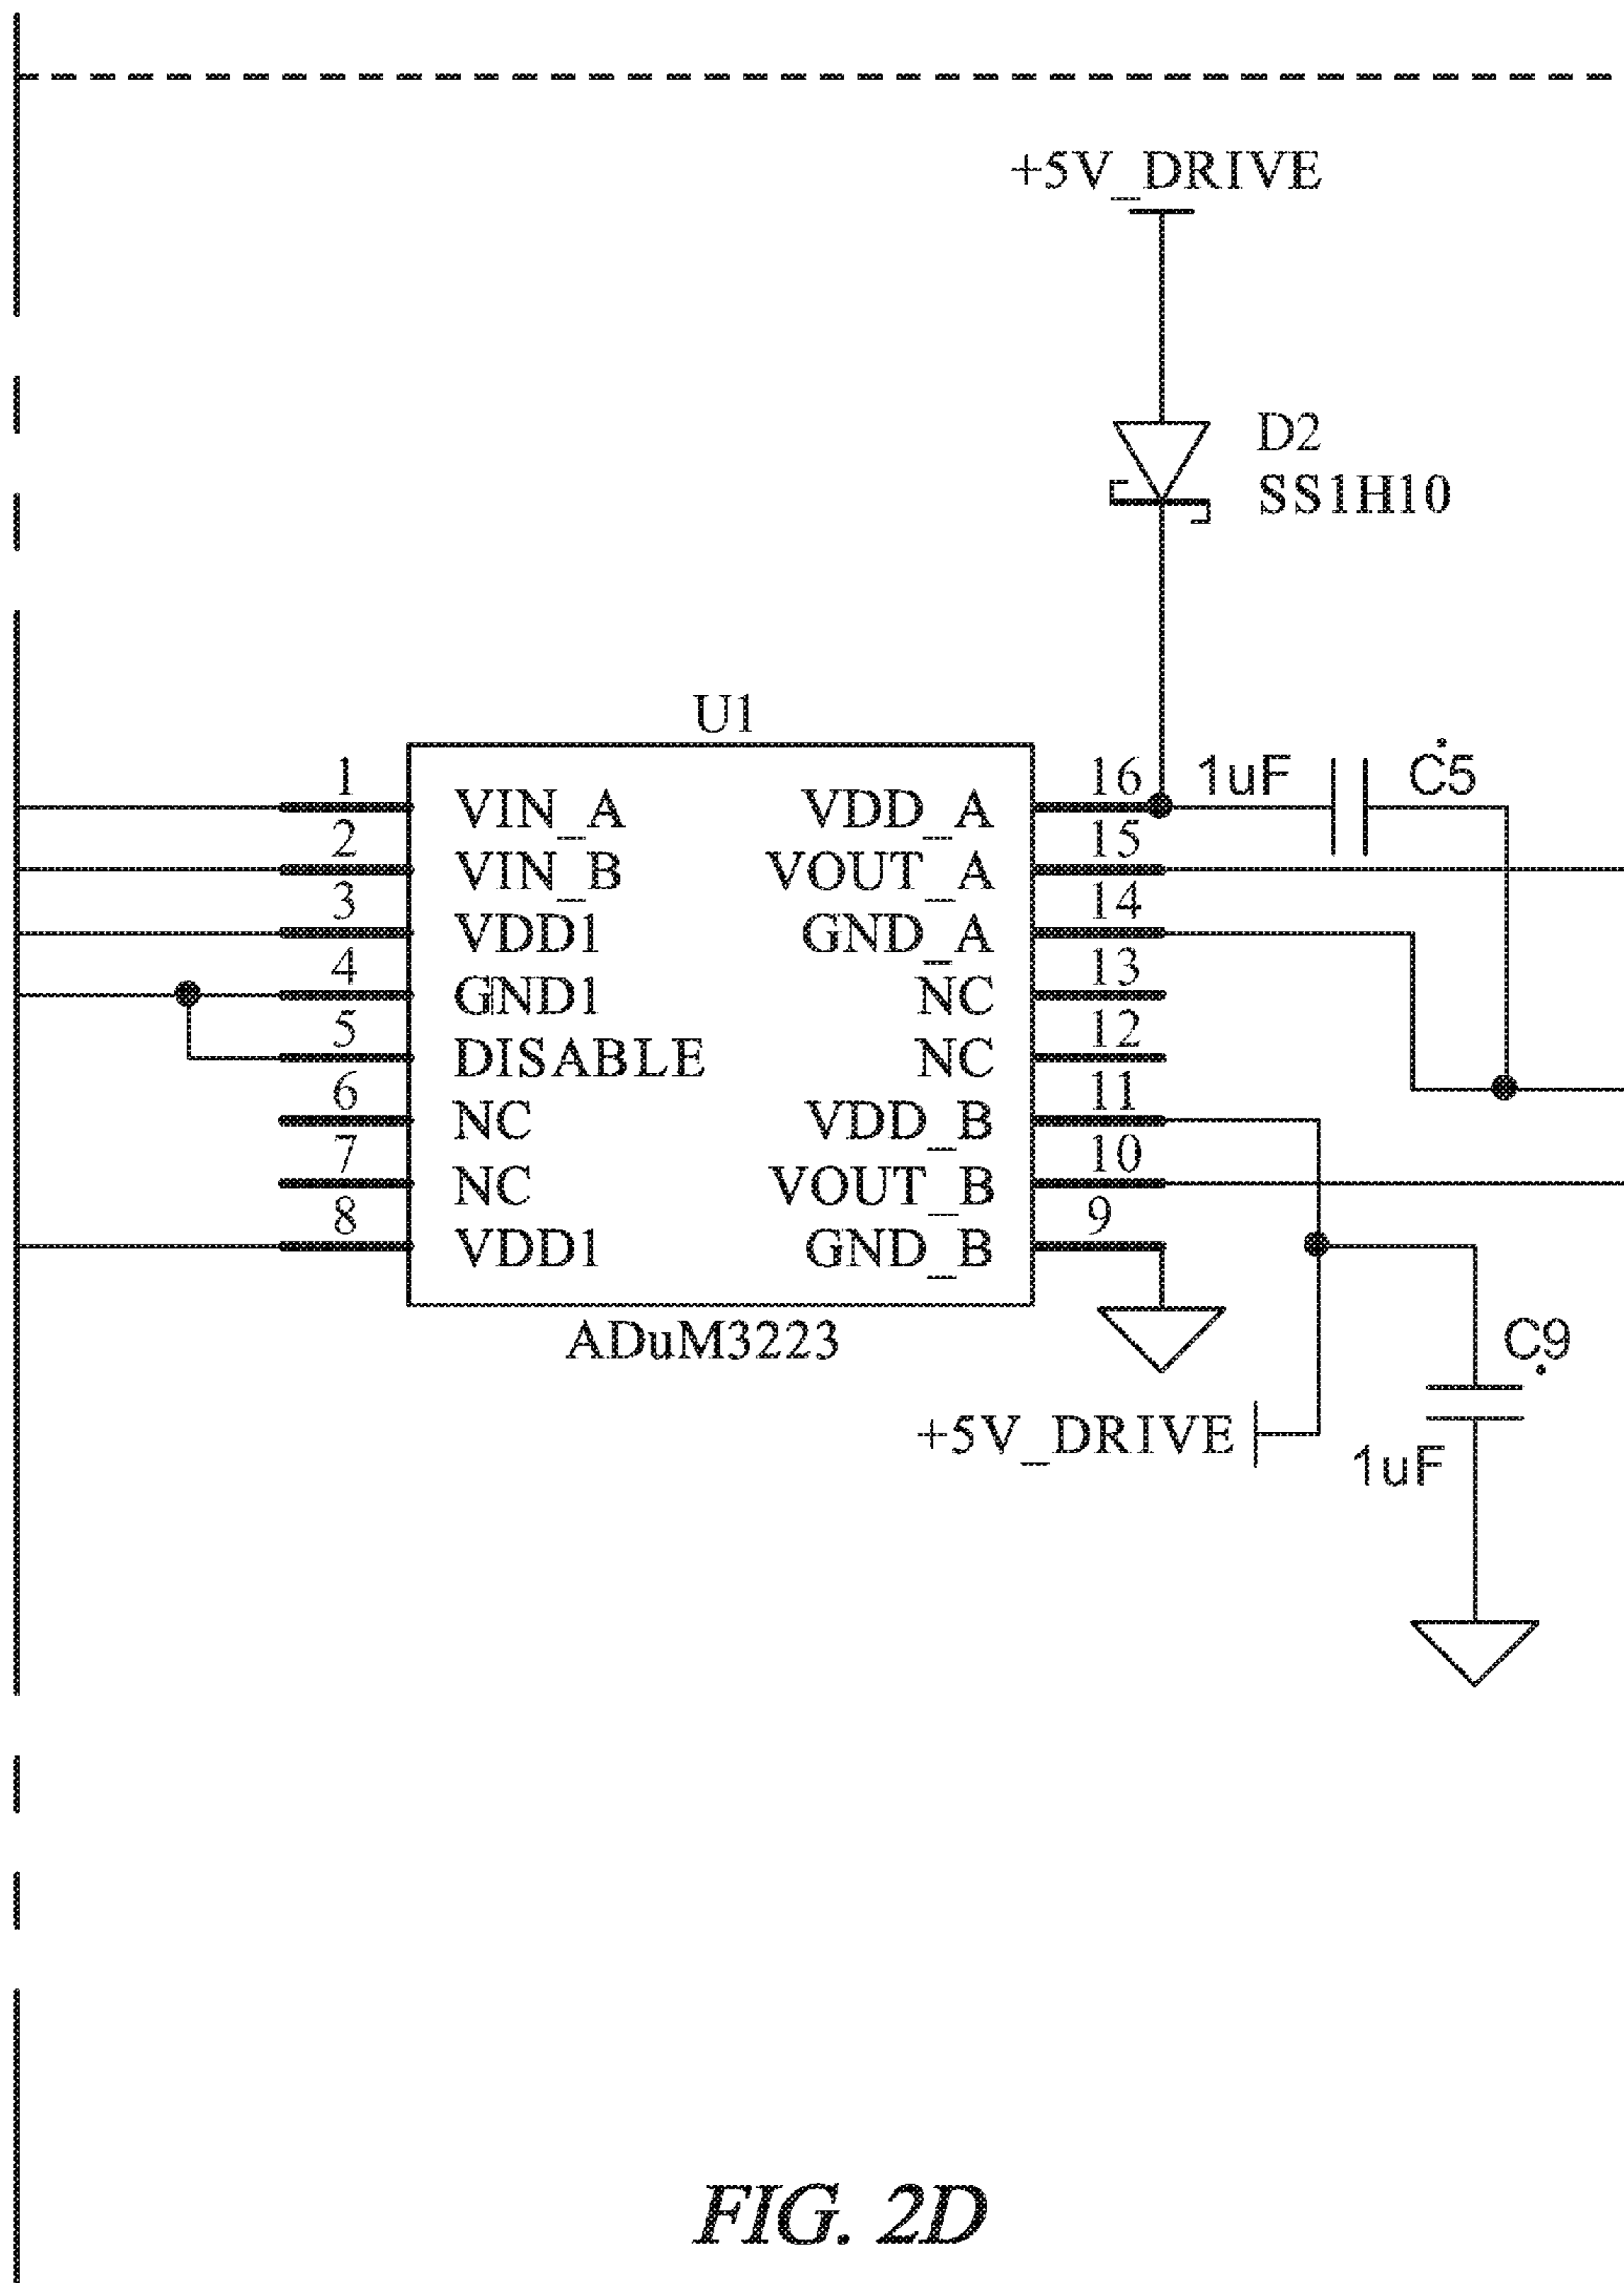 +5V_DRIVE
D2
SS1H10
U1
1 VIN_A VDD_A 16 1uF C5
2 VIN_B VOUT_A 15
3 VDD1 GND_A 14
4 GND1 NC 13
5 DISABLE NC 12
6 NC VDD_B 11
7 NC VOUT_B 10
8 VDD1 GND_B 9
ADuM3223
C9
+5V_DRIVE
1uF
FIG. 2D